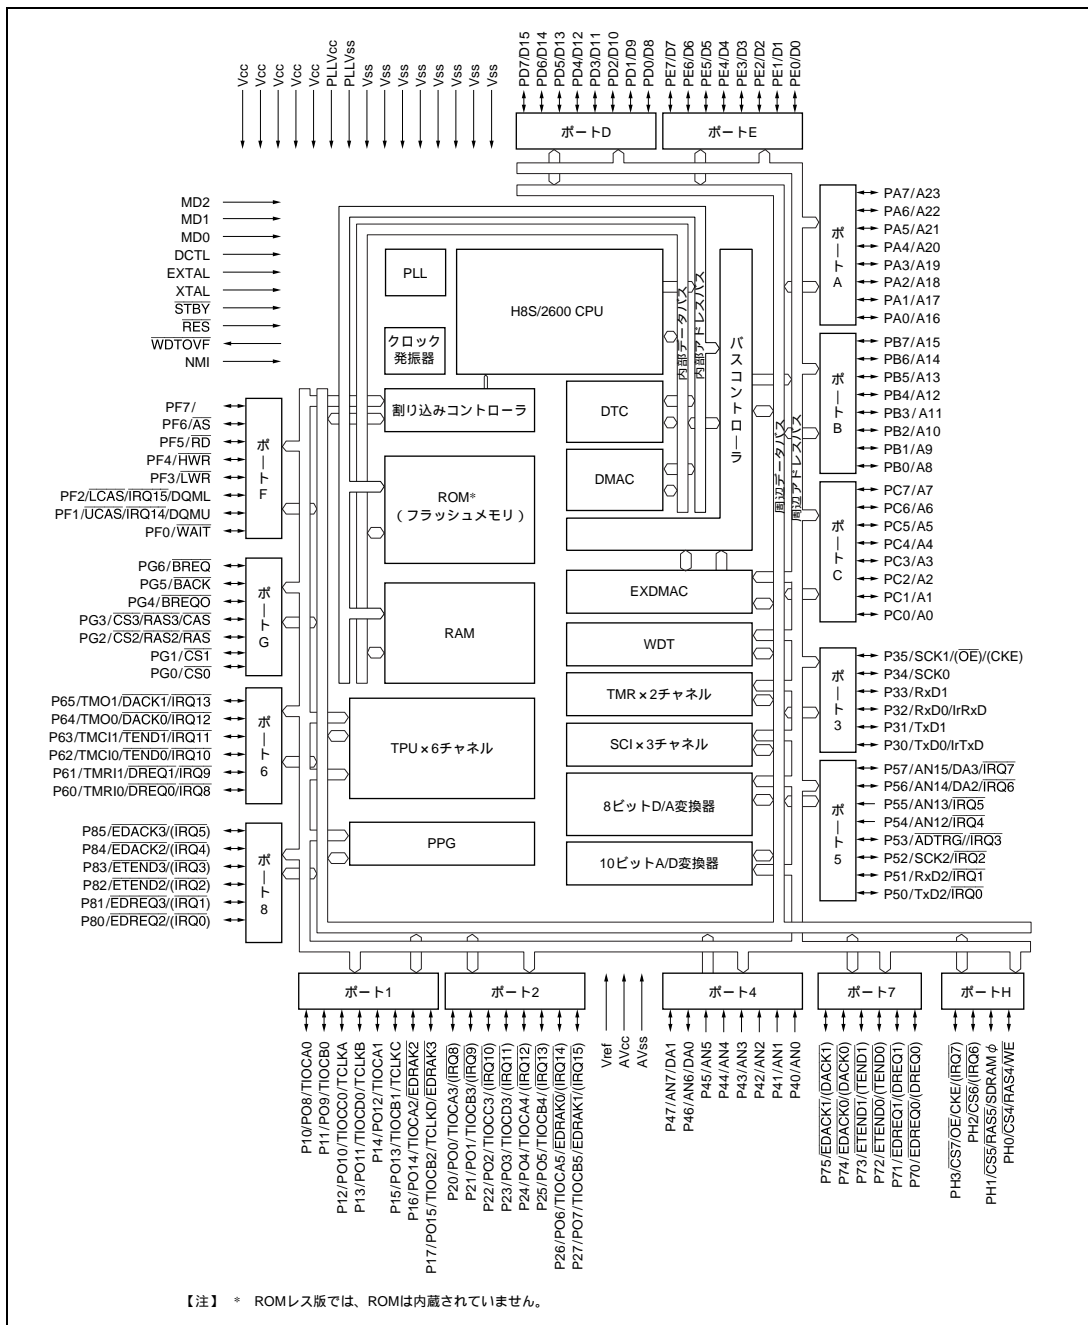 Vcc
Vcc
Vcc
Vcc
Vcc
PLLVcc
PLLVss
Vss
Vss
Vss
Vss
Vss
Vss
Vss
Vss
PD7/D15
PD6/D14
PD5/D13
PD4/D12
PD3/D11
PD2/D10
PD1/D9
PD0/D8
PE7/D7
PE6/D6
PE5/D5
PE4/D4
PE3/D3
PE2/D2
PE1/D1
PE0/D0
ポートD
ポートE
MD2
MD1
MD0
DCTL
EXTAL
XTAL
STBY
RES
WDTOVF
NMI
PLL
クロック
発振器
H8S/2600 CPU
割り込みコントローラ
DTC
DMAC
内部データバス
内部アドレスバス
バスコントローラ
周辺データバス
周辺アドレスバス
ROM*
(フラッシュメモリ)
RAM
TPU×6チャネル
PPG
EXDMAC
WDT
TMR×2チャネル
SCI×3チャネル
8ビットD/A変換器
10ビットA/D変換器
PF7/
PF6/AS
PF5/RD
PF4/HWR
PF3/LWR
PF2/LCAS/IRQ15/DQML
PF1/UCAS/IRQ14/DQMU
PF0/WAIT
ポートF
PG6/BREQ
PG5/BACK
PG4/BREQO
PG3/CS3/RAS3/CAS
PG2/CS2/RAS2/RAS
PG1/CS1
PG0/CS0
ポートG
P65/TMO1/DACK1/IRQ13
P64/TMO0/DACK0/IRQ12
P63/TMCI1/TEND1/IRQ11
P62/TMCI0/TEND0/IRQ10
P61/TMRI1/DREQ1/IRQ9
P60/TMRI0/DREQ0/IRQ8
ポート6
P85/EDACK3/(IRQ5)
P84/EDACK2/(IRQ4)
P83/ETEND3/(IRQ3)
P82/ETEND2/(IRQ2)
P81/EDREQ3/(IRQ1)
P80/EDREQ2/(IRQ0)
ポート8
PA7/A23
PA6/A22
PA5/A21
PA4/A20
PA3/A19
PA2/A18
PA1/A17
PA0/A16
ポートA
PB7/A15
PB6/A14
PB5/A13
PB4/A12
PB3/A11
PB2/A10
PB1/A9
PB0/A8
ポートB
PC7/A7
PC6/A6
PC5/A5
PC4/A4
PC3/A3
PC2/A2
PC1/A1
PC0/A0
ポートC
P35/SCK1/(OE)/(CKE)
P34/SCK0
P33/RxD1
P32/RxD0/IrRxD
P31/TxD1
P30/TxD0/IrTxD
ポート3
P57/AN15/DA3/IRQ7
P56/AN14/DA2/IRQ6
P55/AN13/IRQ5
P54/AN12/IRQ4
P53/ADTRG//IRQ3
P52/SCK2/IRQ2
P51/RxD2/IRQ1
P50/TxD2/IRQ0
ポート5
ポート1
ポート2
ポート4
ポート7
ポートH
P10/PO8/TIOCA0
P11/PO9/TIOCB0
P12/PO10/TIOCC0/TCLKA
P13/PO11/TIOCD0/TCLKB
P14/PO12/TIOCA1
P15/PO13/TIOCB1/TCLKC
P16/PO14/TIOCA2/EDRAK2
P17/PO15/TIOCB2/TCLKD/EDRAK3
P20/PO0/TIOCA3/(IRQ8)
P21/PO1/TIOCB3/(IRQ9)
P22/PO2/TIOCC3/(IRQ10)
P23/PO3/TIOCD3/(IRQ11)
P24/PO4/TIOCA4/(IRQ12)
P25/PO5/TIOCB4/(IRQ13)
P26/PO6/TIOCA5/EDRAK0/(IRQ14)
P27/PO7/TIOCB5/EDRAK1/(IRQ15)
Vref
AVcc
AVss
P47/AN7/DA1
P46/AN6/DA0
P45/AN5
P44/AN4
P43/AN3
P42/AN2
P41/AN1
P40/AN0
P75/EDACK1/(DACK1)
P74/EDACK0/(DACK0)
P73/ETEND1/(TEND1)
P72/ETEND0/(TEND0)
P71/EDREQ1/(DREQ1)
P70/EDREQ0/(DREQ0)
PH3/CS7/OE/CKE/(IRQ7)
PH2/CS6/(IRQ6)
PH1/CS5/RAS5/SDRAMφ
PH0/CS4/RAS4/WE
【注】 * ROMレス版では、ROMは内蔵されていません。